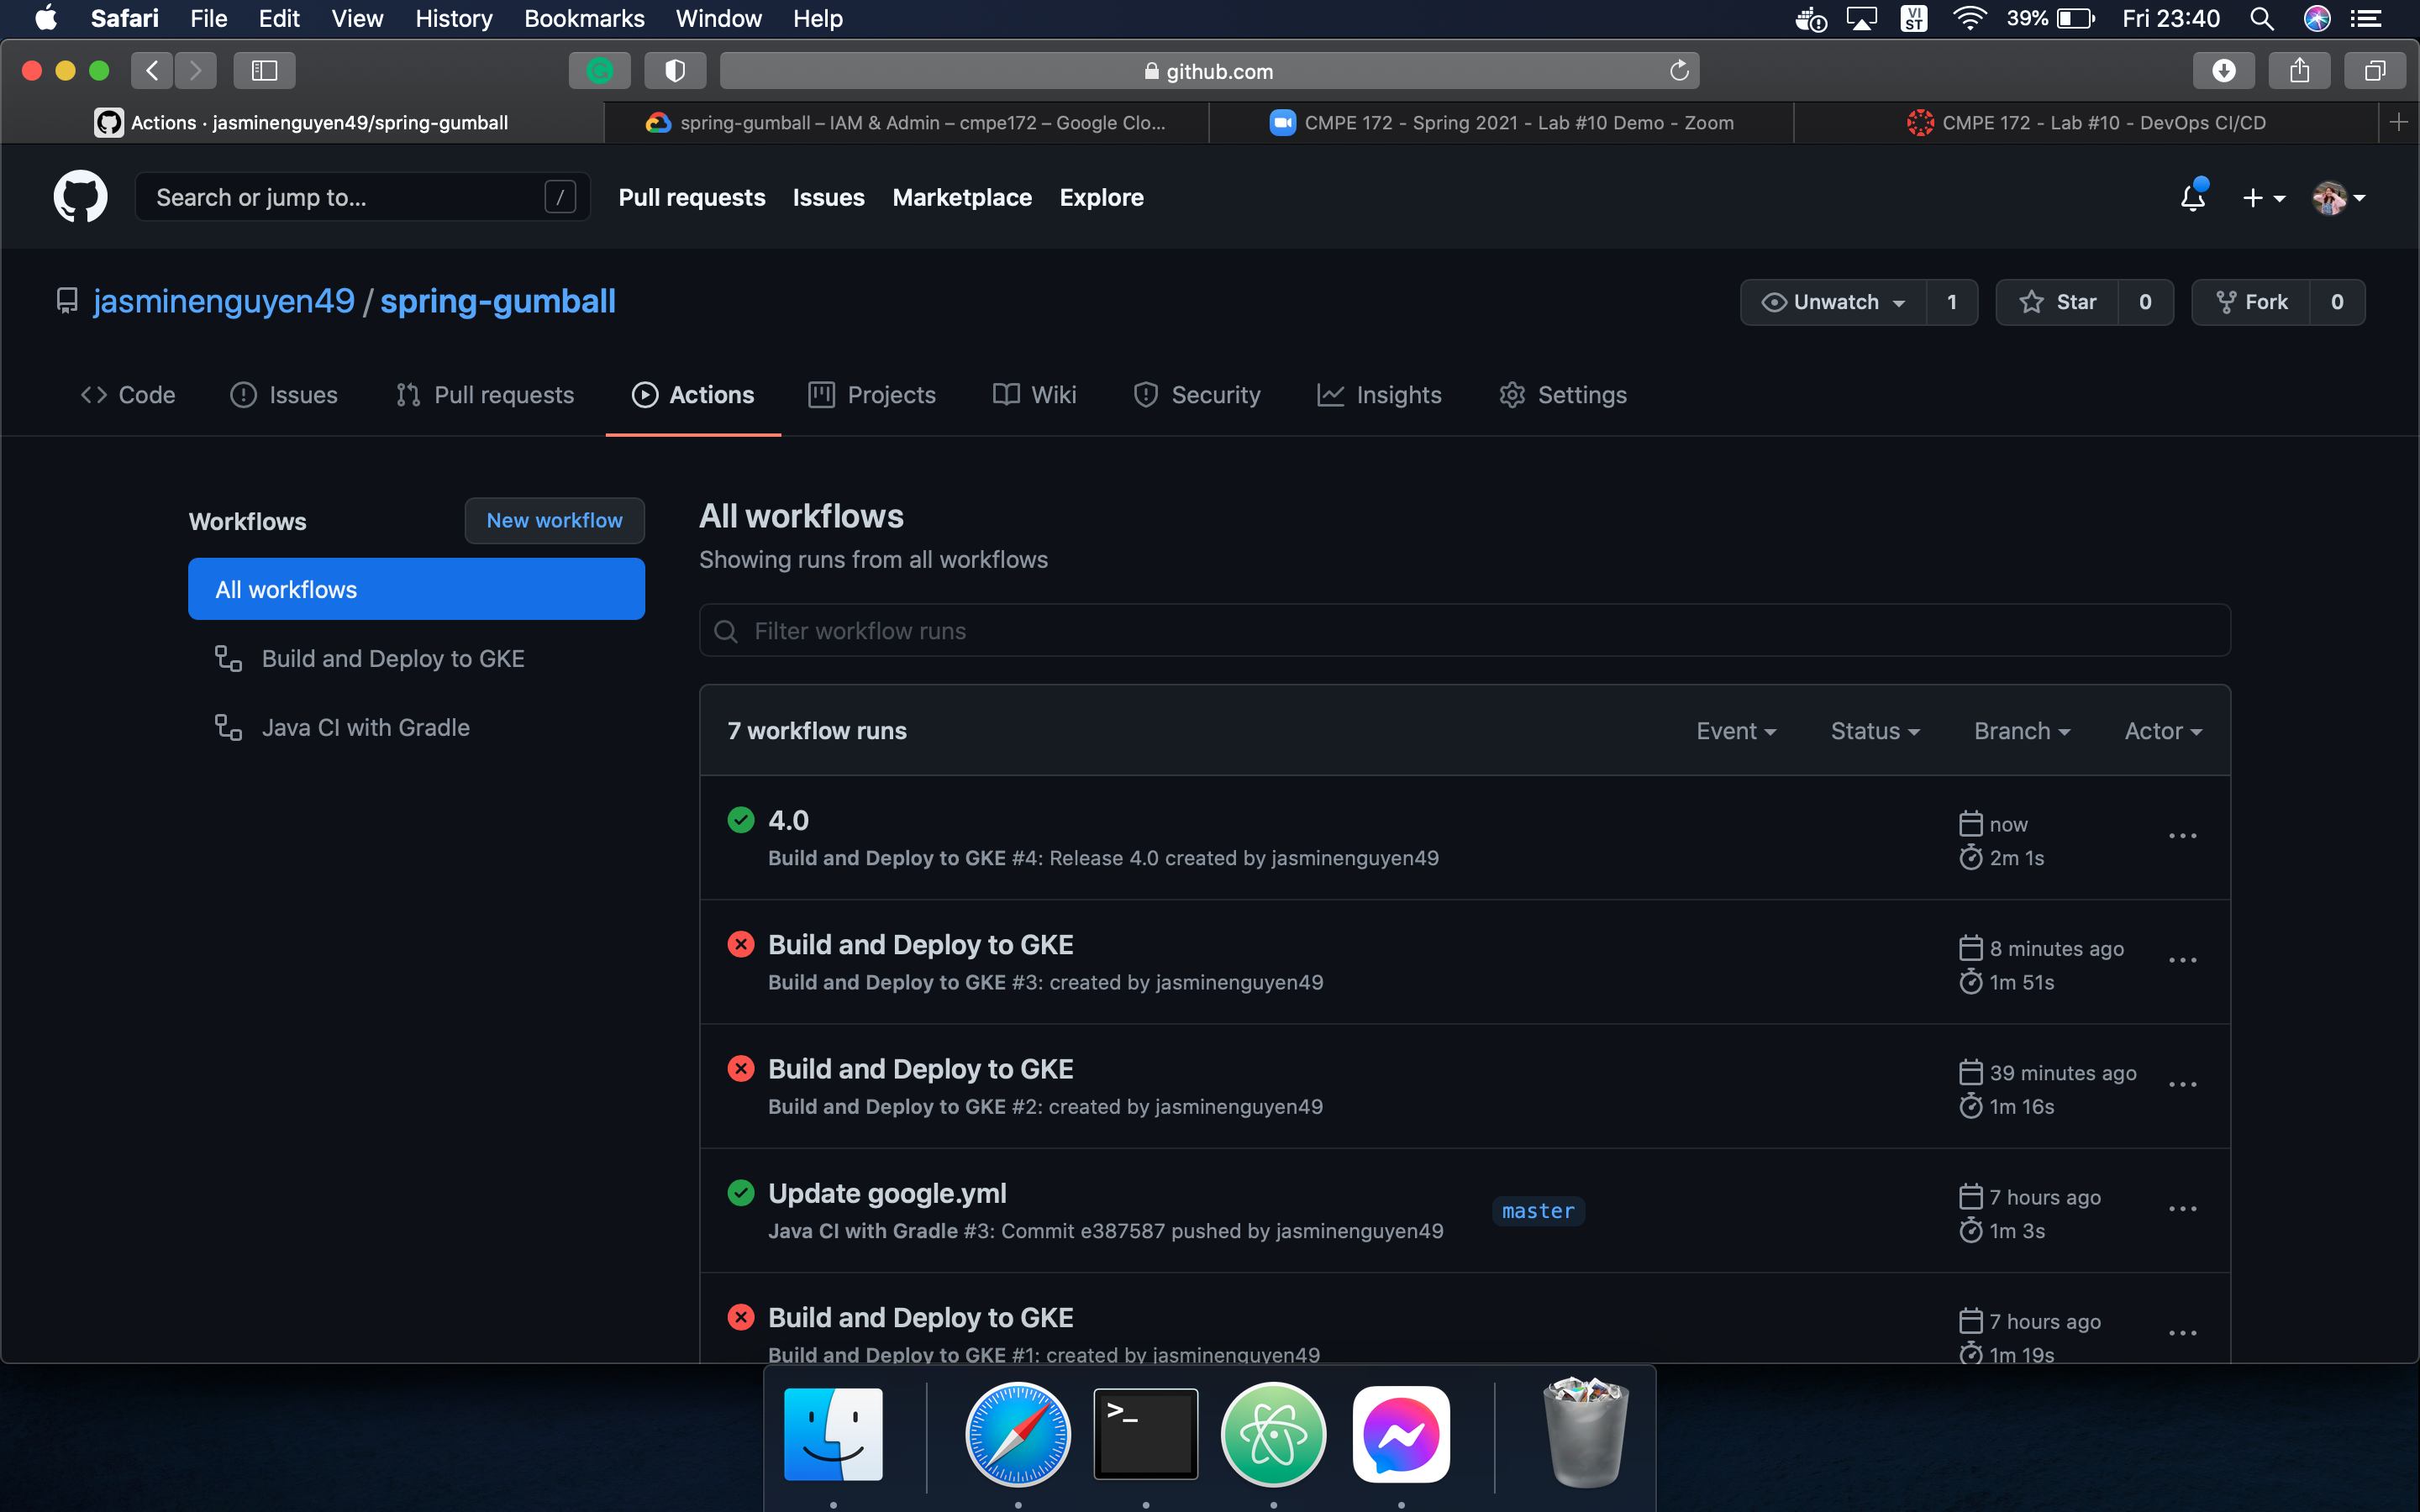 Safari File Edit View History Bookmarks Window Help VI ST 39% Fri 23:40
github.com
Actions · jasminenguyen49/spring-gumball spring-gumball – IAM & Admin – cmpe172 – Google Clo... CMPE 172 - Spring 2021 - Lab #10 Demo - Zoom CMPE 172 - Lab #10 - DevOps CI/CD
Search or jump to... / Pull requests Issues Marketplace Explore
jasminenguyen49 / spring-gumball Unwatch 1 Star 0 Fork 0
Code Issues Pull requests Actions Projects Wiki Security Insights Settings
Workflows New workflow
All workflows
Build and Deploy to GKE
Java CI with Gradle
All workflows
Showing runs from all workflows
Filter workflow runs
7 workflow runs Event Status Branch Actor
4.0 now
Build and Deploy to GKE #4: Release 4.0 created by jasminenguyen49 2m 1s
Build and Deploy to GKE 8 minutes ago
Build and Deploy to GKE #3: created by jasminenguyen49 1m 51s
Build and Deploy to GKE 39 minutes ago
Build and Deploy to GKE #2: created by jasminenguyen49 1m 16s
Update google.yml master 7 hours ago
Java CI with Gradle #3: Commit e387587 pushed by jasminenguyen49 1m 3s
Build and Deploy to GKE 7 hours ago
Build and Deploy to GKE #1: created by jasminenguyen49 1m 19s
>_